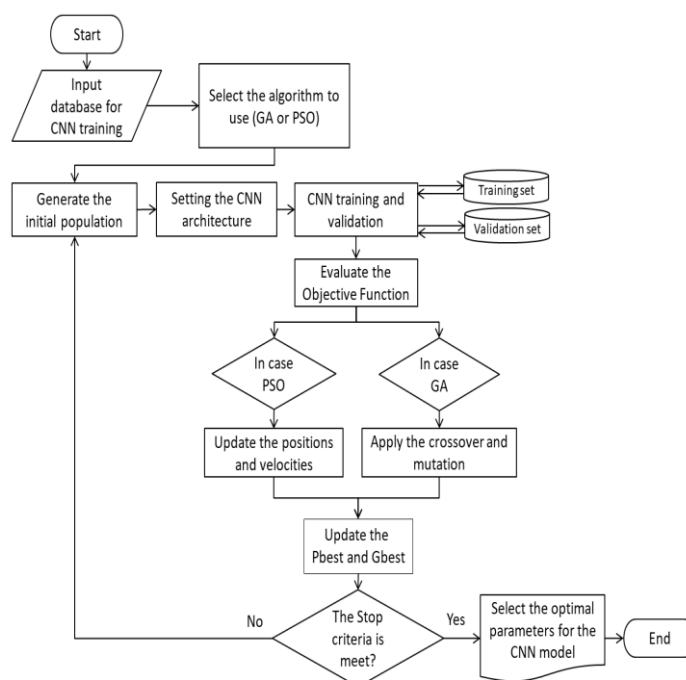 Start
Input
database for
CNN training
Select the algorithm to
use (GA or PSO)
Generate the
initial population
Setting the CNN
architecture
CNN training and
validation
Training set
Validation set
Evaluate the
Objective Function
In case
PSO
In case
GA
Update the positions
and velocities
Apply the crossover and
mutation
Update the
Pbest and Gbest
No
The Stop
criteria is
meet?
Yes
Select the optimal
parameters for the
CNN model
End